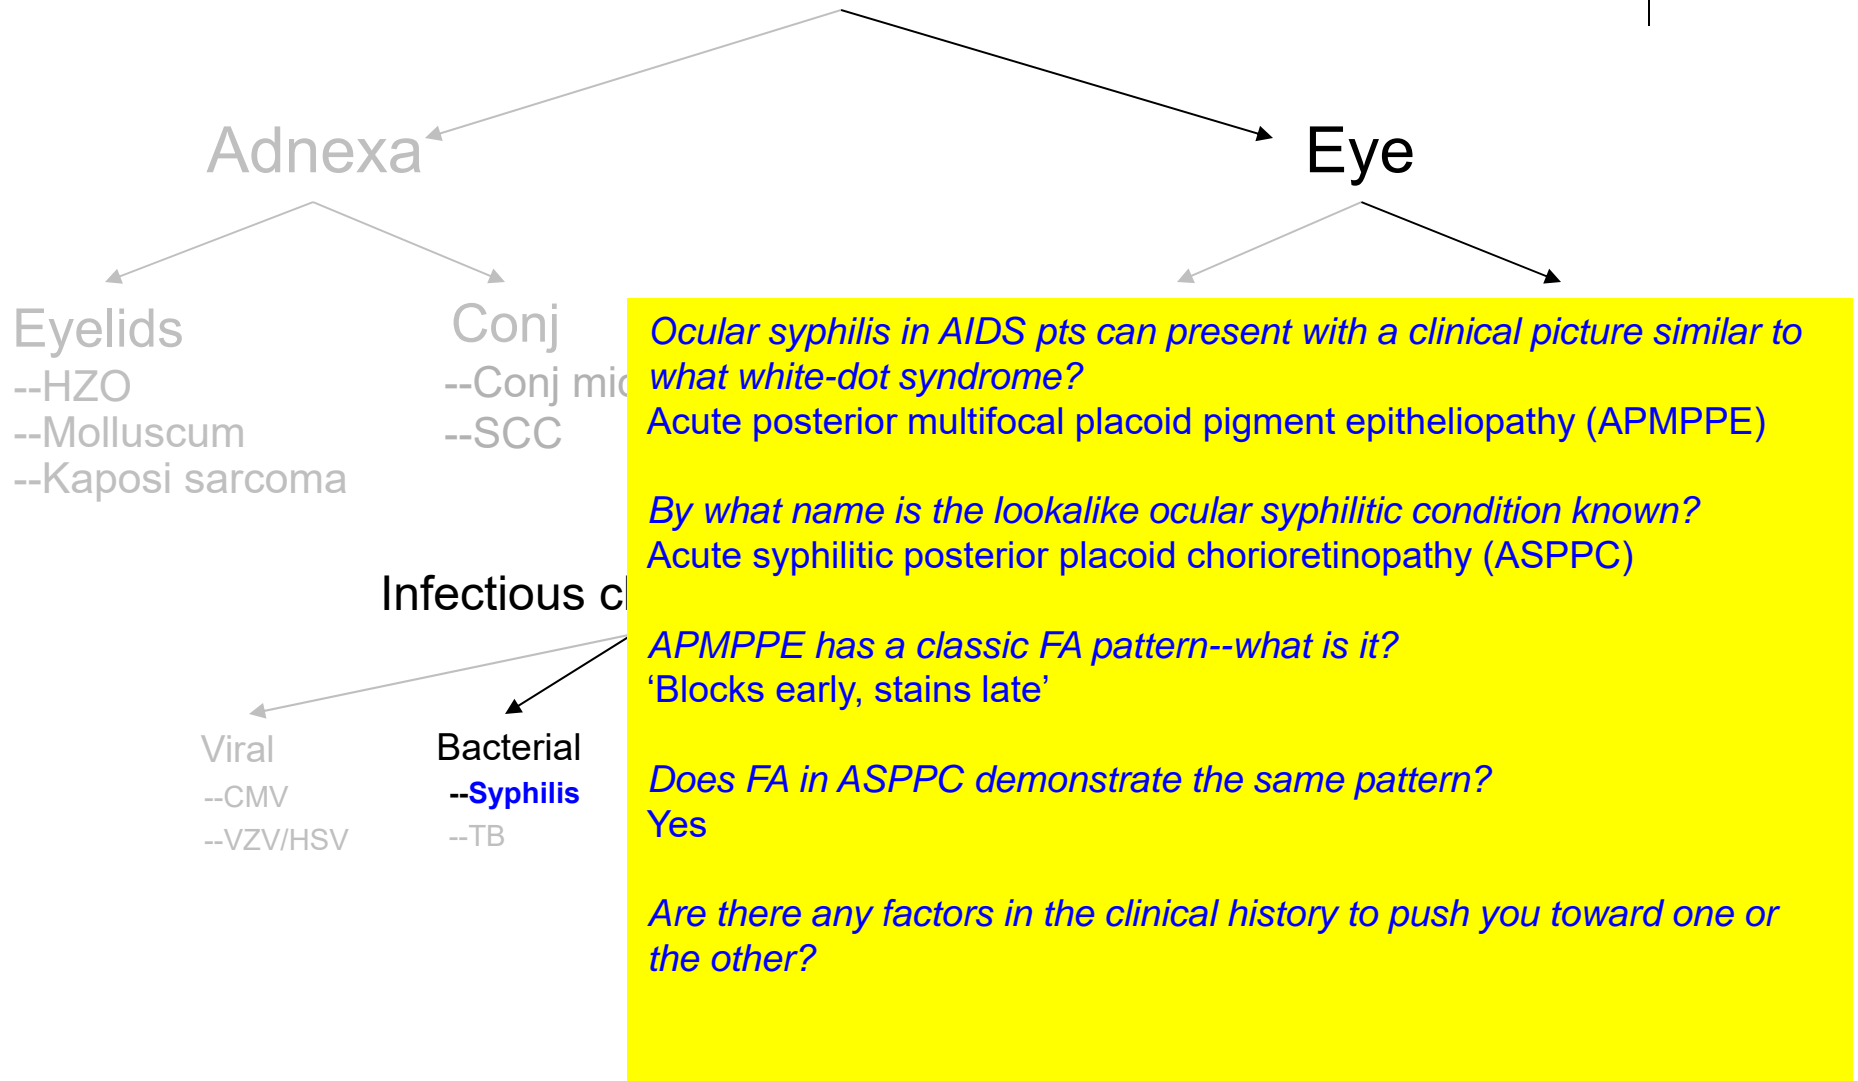 Adnexa
Eye
Eyelids
--HZO
--Molluscum
--Kaposi sarcoma
Conj
--Conj mic
--SCC
Ocular syphilis in AIDS pts can present with a clinical picture similar to
what white-dot syndrome?
Acute posterior multifocal placoid pigment epitheliopathy (APMPPE)
By what name is the lookalike ocular syphilitic condition known?
Acute syphilitic posterior placoid chorioretinopathy (ASPPC)
APMPPE has a classic FA pattern--what is it?
‘Blocks early, stains late’
Does FA in ASPPC demonstrate the same pattern?
Yes
Are there any factors in the clinical history to push you toward one or
the other?
Infectious
Viral
--CMV
--VZV/HSV
Bacterial
--Syphilis
--TB